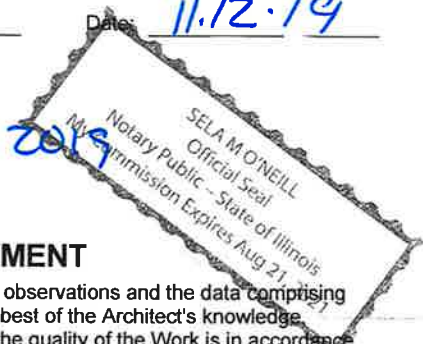 Date: 11.12.19
2019
SELA M O'NEILL
Official Seal
Notary Public – State of Illinois
My Commission Expires Aug 21, 2021
MENT
observations and the data comprising
best of the Architect's knowledge,
he quality of the Work is in accordance